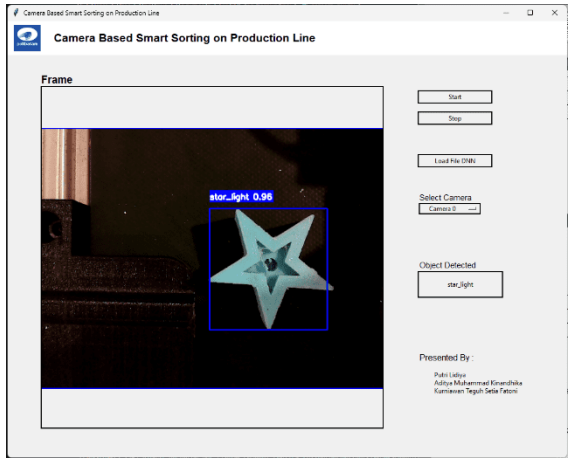 Camera Based Smart Sorting on Production Line
Camera Based Smart Sorting on Production Line
Frame
star_light 0.96
Start
Stop
Load File DNN
Select Camera
Camera 0
Object Detected
star_light
Presented By :
Putri Lidiya
Aditya Muhammad Kinandhika
Kurniawan Teguh Setia Fatoni